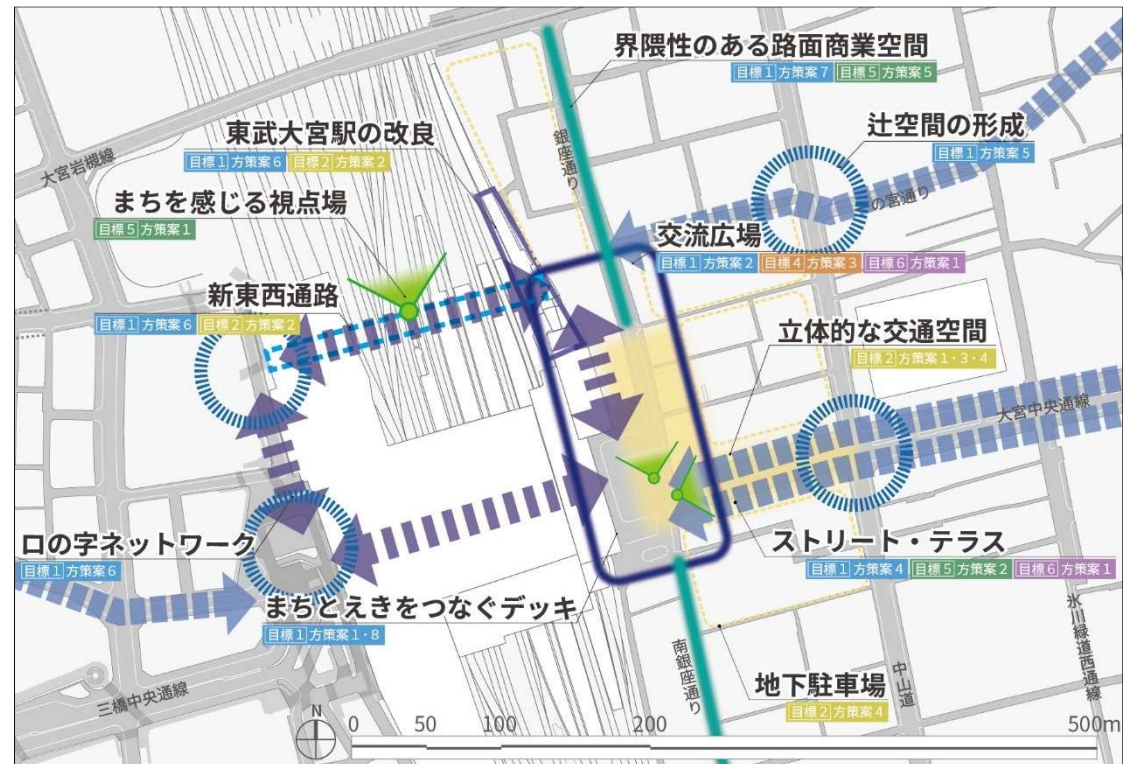 界隈性のある路面商業空間
目標1 方策案7 目標5 方策案5
東武大宮駅の改良
目標1 方策案6 目標2 方策案2
辻空間の形成
目標1 方策案5
大宮岩槻線
銀座通り
まちを感じる視点場
目標5 方策案1
の宮通り
交流広場
目標1 方策案2 目標4 方策案3 目標6 方策案1
新東西通路
目標1 方策案6 目標2 方策案2
立体的な交通空間
目標2 方策案1・3・4
大宮中央通線
ロの字ネットワーク
目標1 方策案6
ストリート・テラス
目標1 方策案4 目標5 方策案2 目標6 方策案1
まちとえきをつなぐデッキ
目標1 方策案1・8
氷川緑道西通線
南銀座通り
中山道
三橋中央通線
地下駐車場
目標2 方策案4
N
0 50 100 200 500m